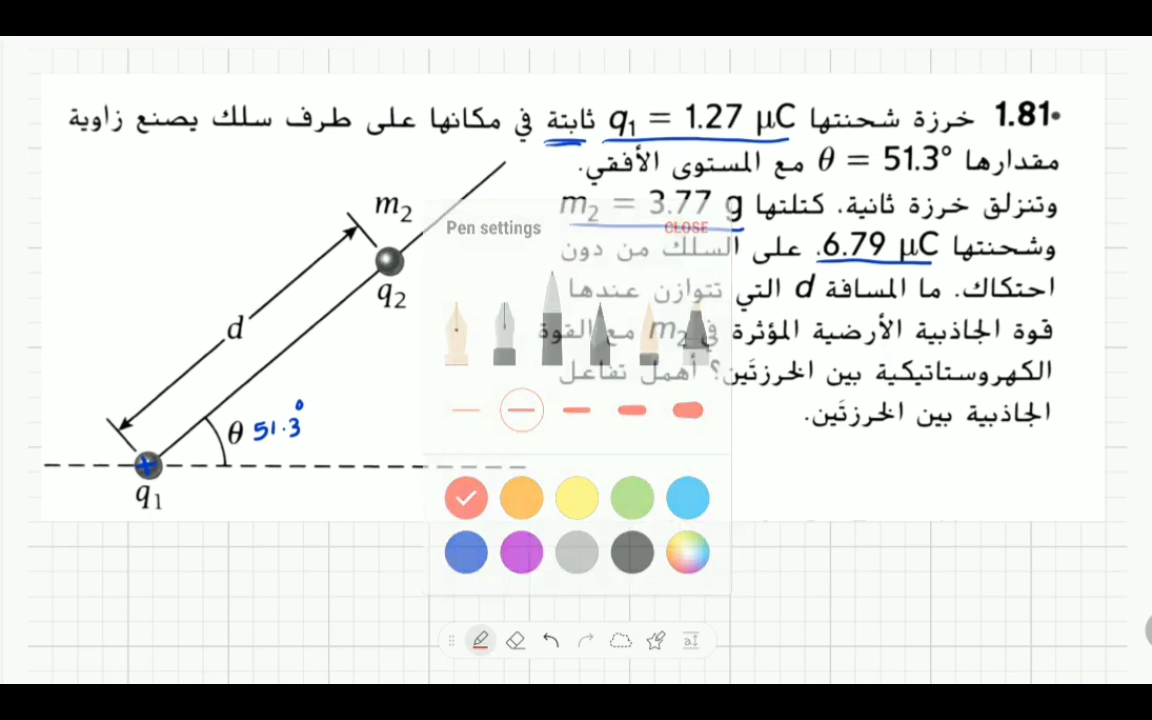 1.81• خرزة شحنتها q₁ = 1.27 µC ثابتة في مكانها على طرف سلك يصنع زاوية
مقدارها θ = 51.3° مع المستوى الأفقي.
وتنزلق خرزة ثانية، كتلتها m₂ = 3.77 g
وشحنتها 6.79 µC، على السلك من دون
احتكاك. ما المسافة d التي تتوازن عندها
قوة الجاذبية الأرضية المؤثرة في m₂ مع القوة
الكهروستاتيكية بين الخرزتَين؟ أهمل تفاعل
الجاذبية بين الخرزتَين.
m₂
q₂
d
θ 51.3°
q₁
+
Pen settings
CLOSE
a